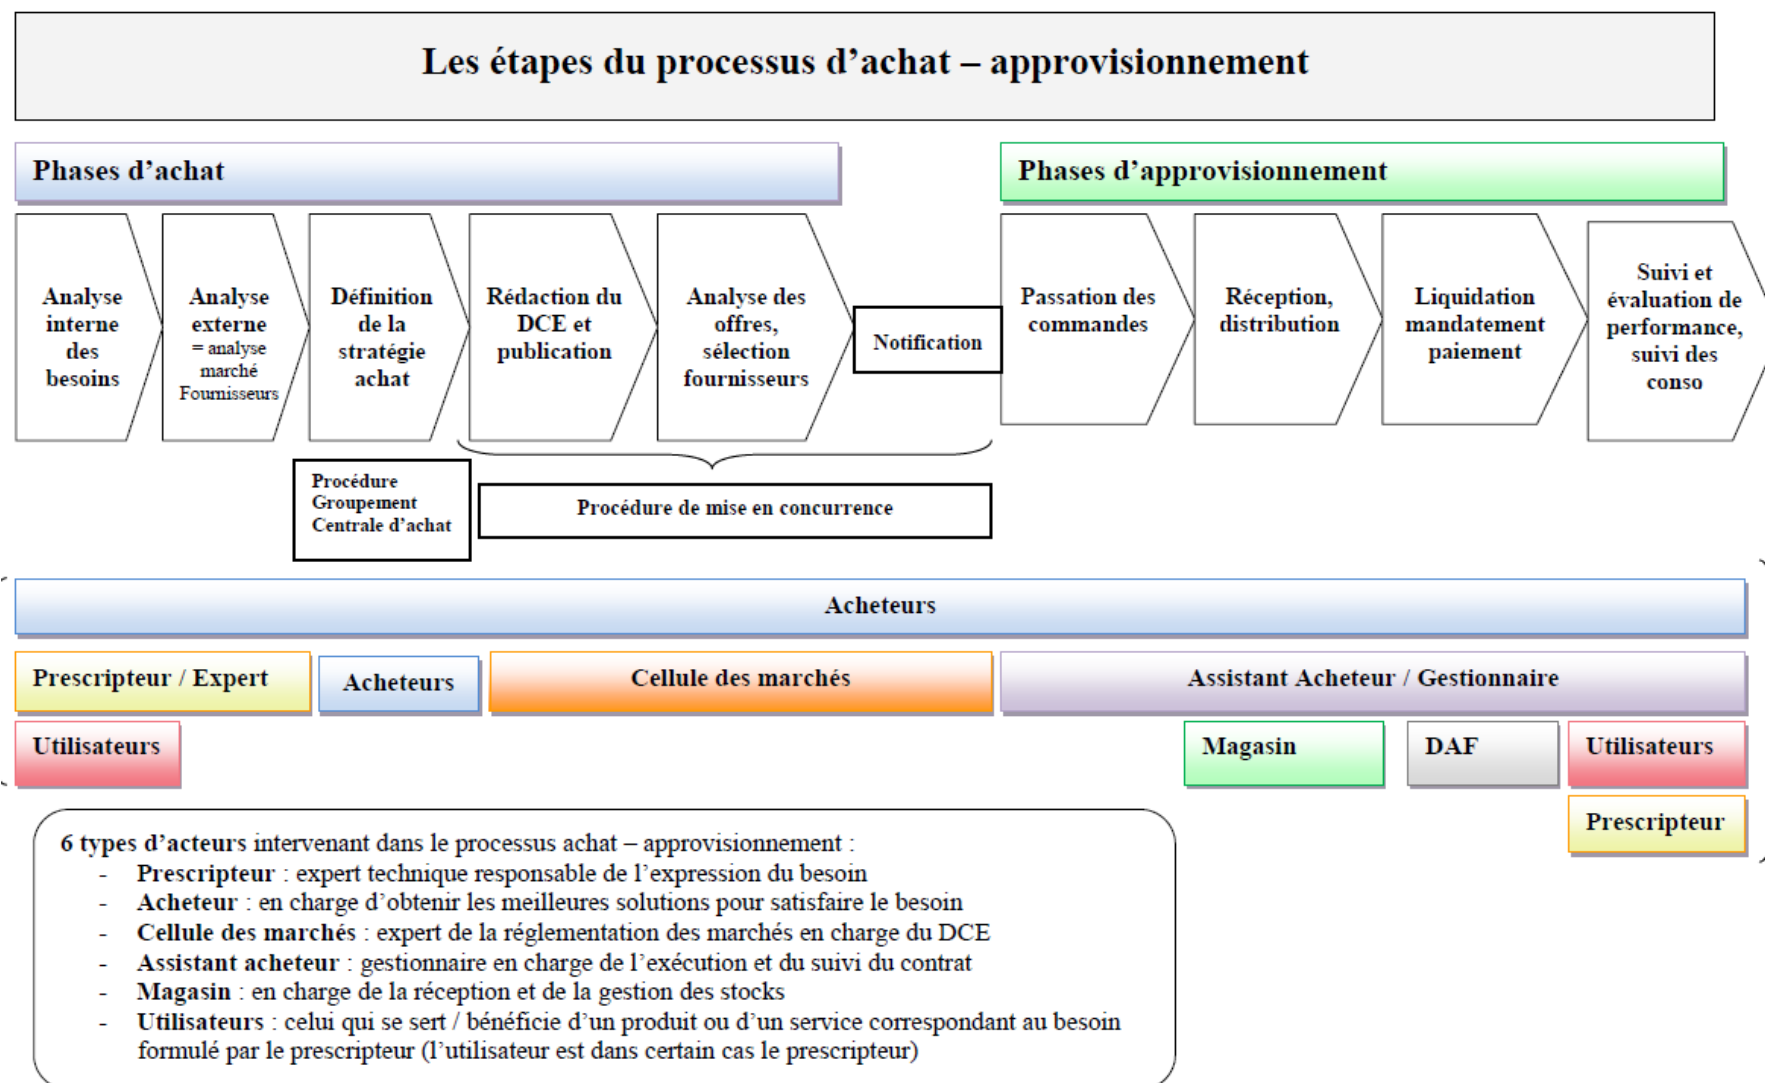 Les étapes du processus d’achat – approvisionnement
Phases d’achat
Phases d’approvisionnement
Analyse
interne
des
besoins
Analyse
externe
= analyse
marché
Fournisseurs
Définition
de la
stratégie
achat
Rédaction du
DCE et
publication
Analyse des
offres,
sélection
fournisseurs
Notification
Passation des
commandes
Réception,
distribution
Liquidation
mandatement
paiement
Suivi et
évaluation de
performance,
suivi des
conso
Procédure
Groupement
Centrale d’achat
Procédure de mise en concurrence
Acheteurs
Prescripteur / Expert
Acheteurs
Cellule des marchés
Assistant Acheteur / Gestionnaire
Utilisateurs
Magasin
DAF
Utilisateurs
Prescripteur
6 types d’acteurs intervenant dans le processus achat – approvisionnement :
- Prescripteur : expert technique responsable de l’expression du besoin
- Acheteur : en charge d’obtenir les meilleures solutions pour satisfaire le besoin
- Cellule des marchés : expert de la réglementation des marchés en charge du DCE
- Assistant acheteur : gestionnaire en charge de l’exécution et du suivi du contrat
- Magasin : en charge de la réception et de la gestion des stocks
- Utilisateurs : celui qui se sert / bénéficie d’un produit ou d’un service correspondant au besoin
formulé par le prescripteur (l’utilisateur est dans certain cas le prescripteur)